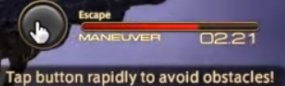 Escape
MANEUVER 02:21
Tap button rapidly to avoid obstacles!